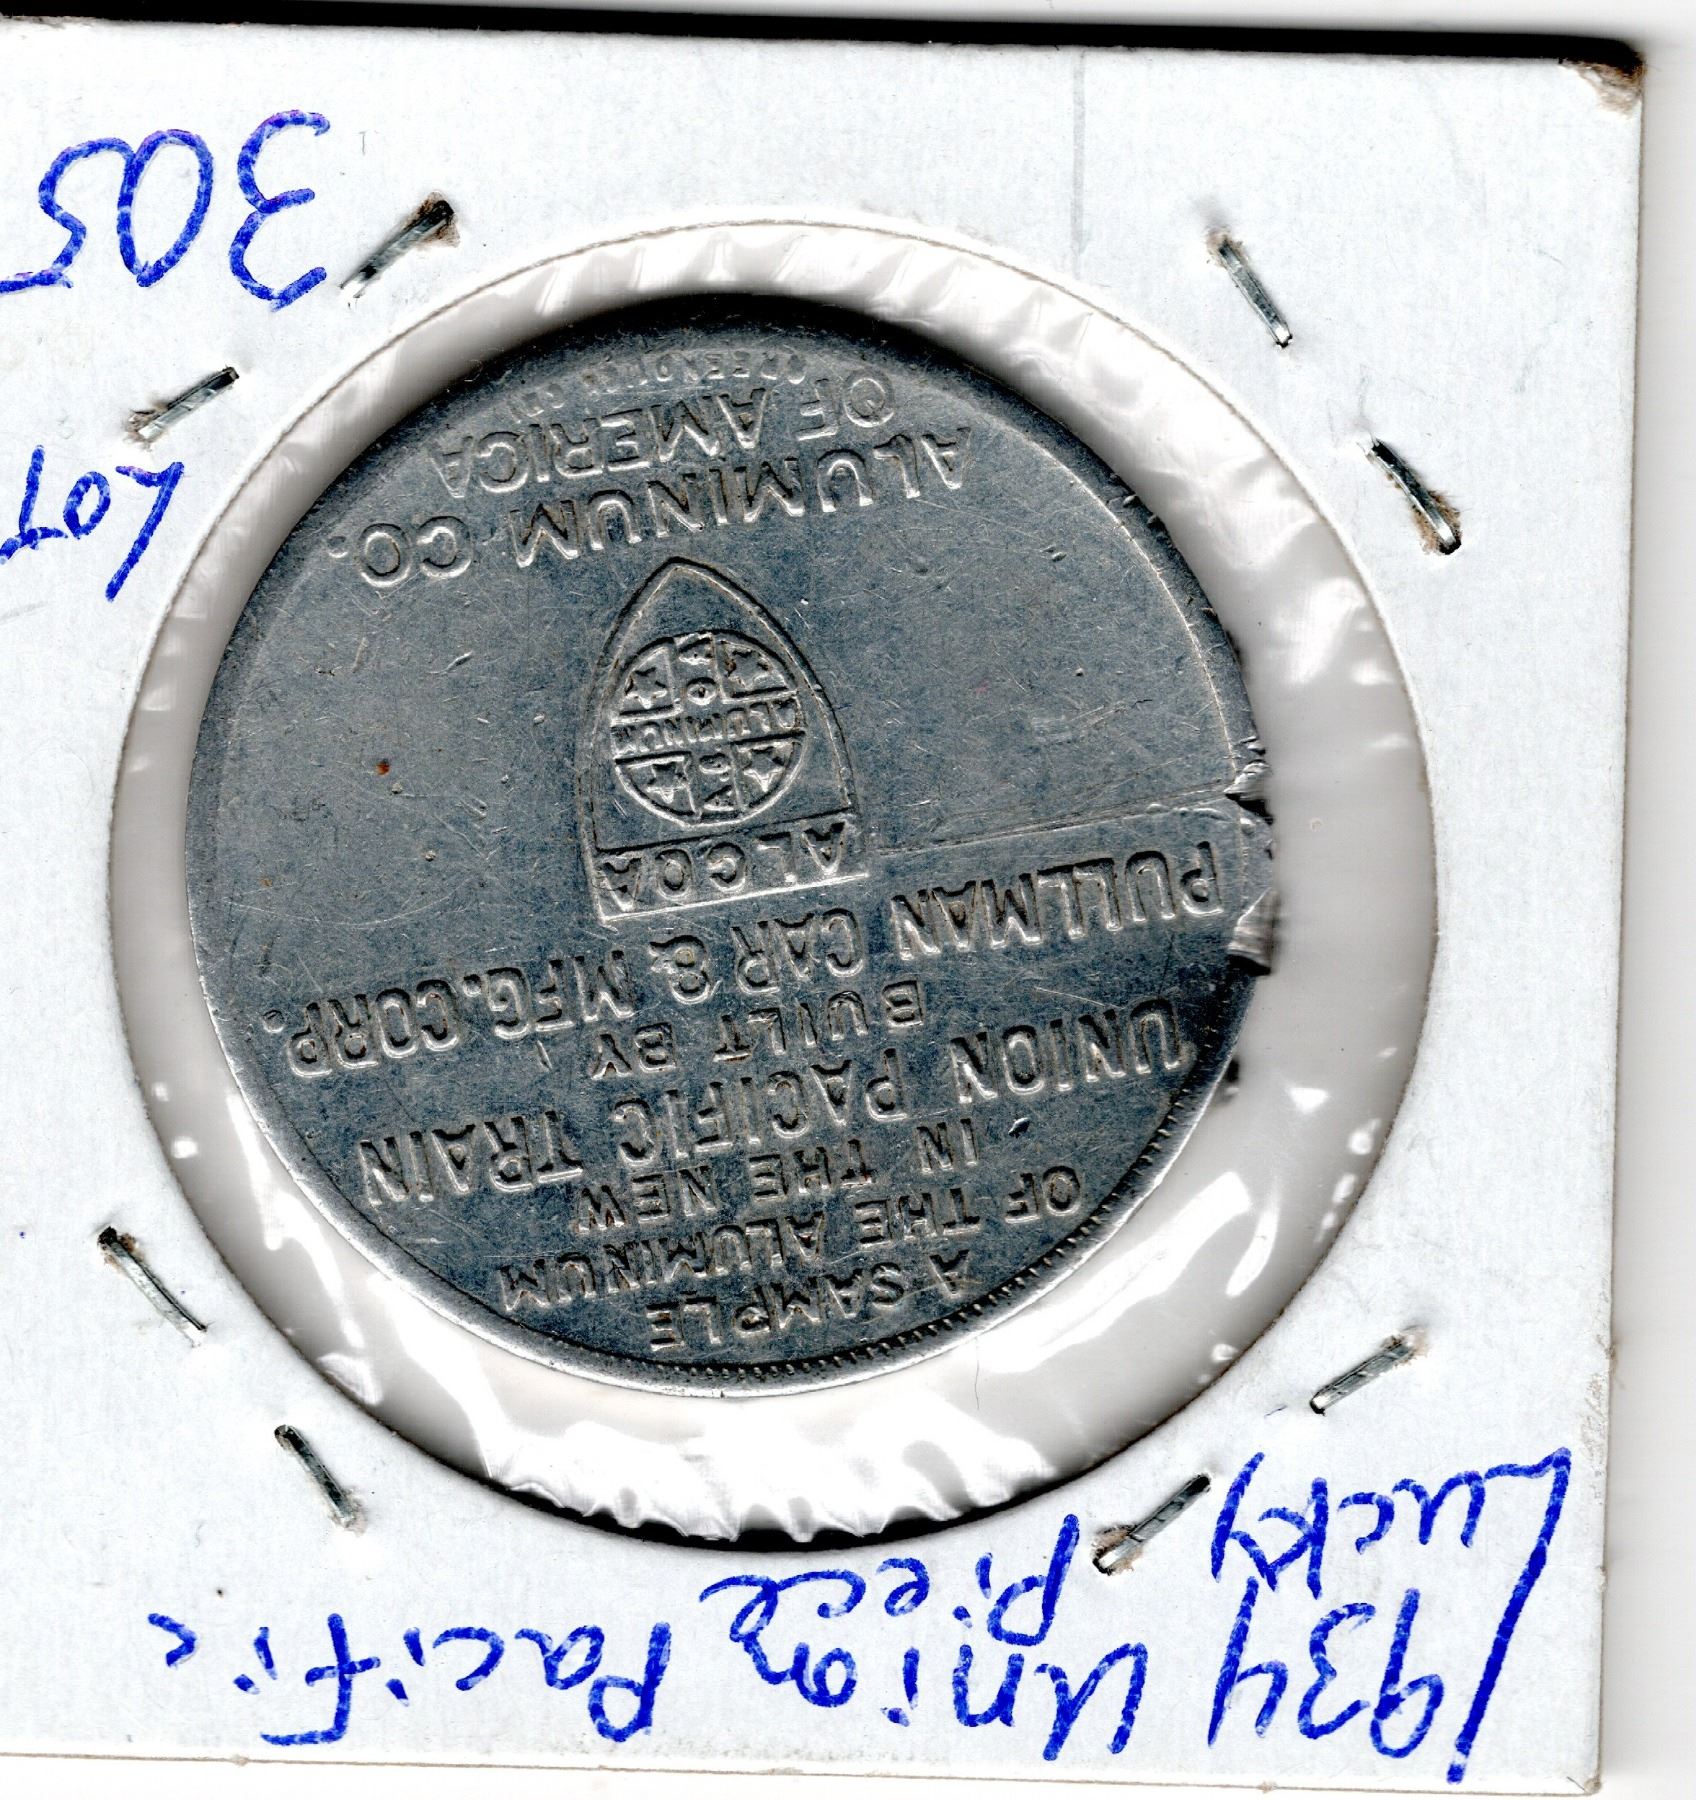 1934 Union Pacific
Lucky Piece
A SAMPLE
OF THE ALUMINUM
IN THE NEW
UNION PACIFIC TRAIN
BUILT BY
PULLMAN CAR & MFG. CORP.
ALCOA
A
C
ALUMINUM
O
A
ALUMINUM CO.
OF AMERICA
LOT
305